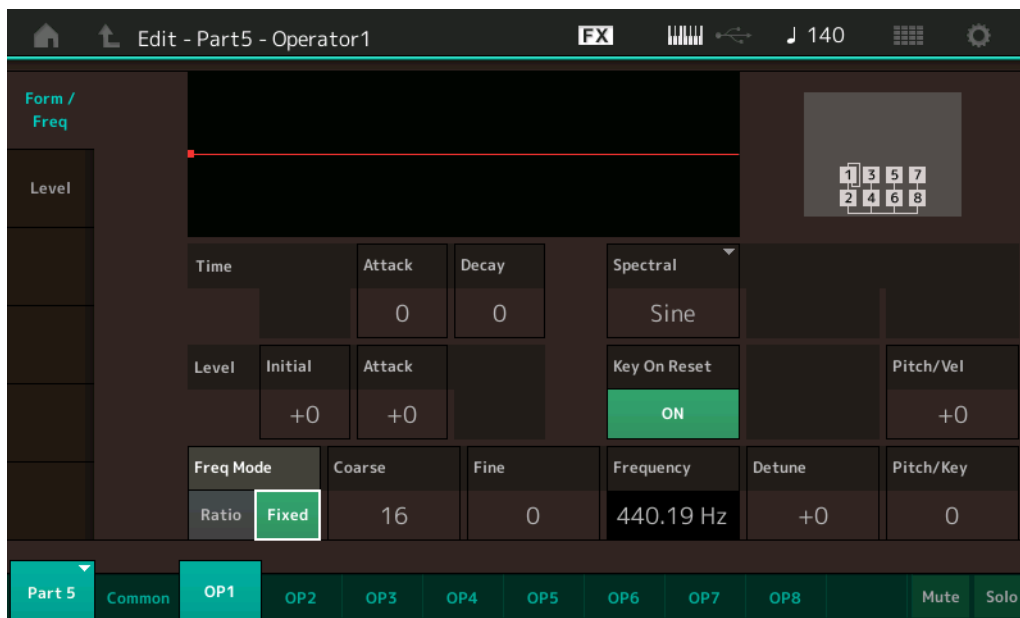 Edit - Part5 - Operator1 FX ♩ 140
Form /
Freq
1 3 5 7
Level
2 4 6 8
Time Attack Decay Spectral
0 0 Sine
Level Initial Attack Key On Reset Pitch/Vel
+0 +0 ON +0
Freq Mode Coarse Fine Frequency Detune Pitch/Key
Ratio Fixed 16 0 440.19 Hz +0 0
Part 5 Common OP1 OP2 OP3 OP4 OP5 OP6 OP7 OP8 Mute Solo